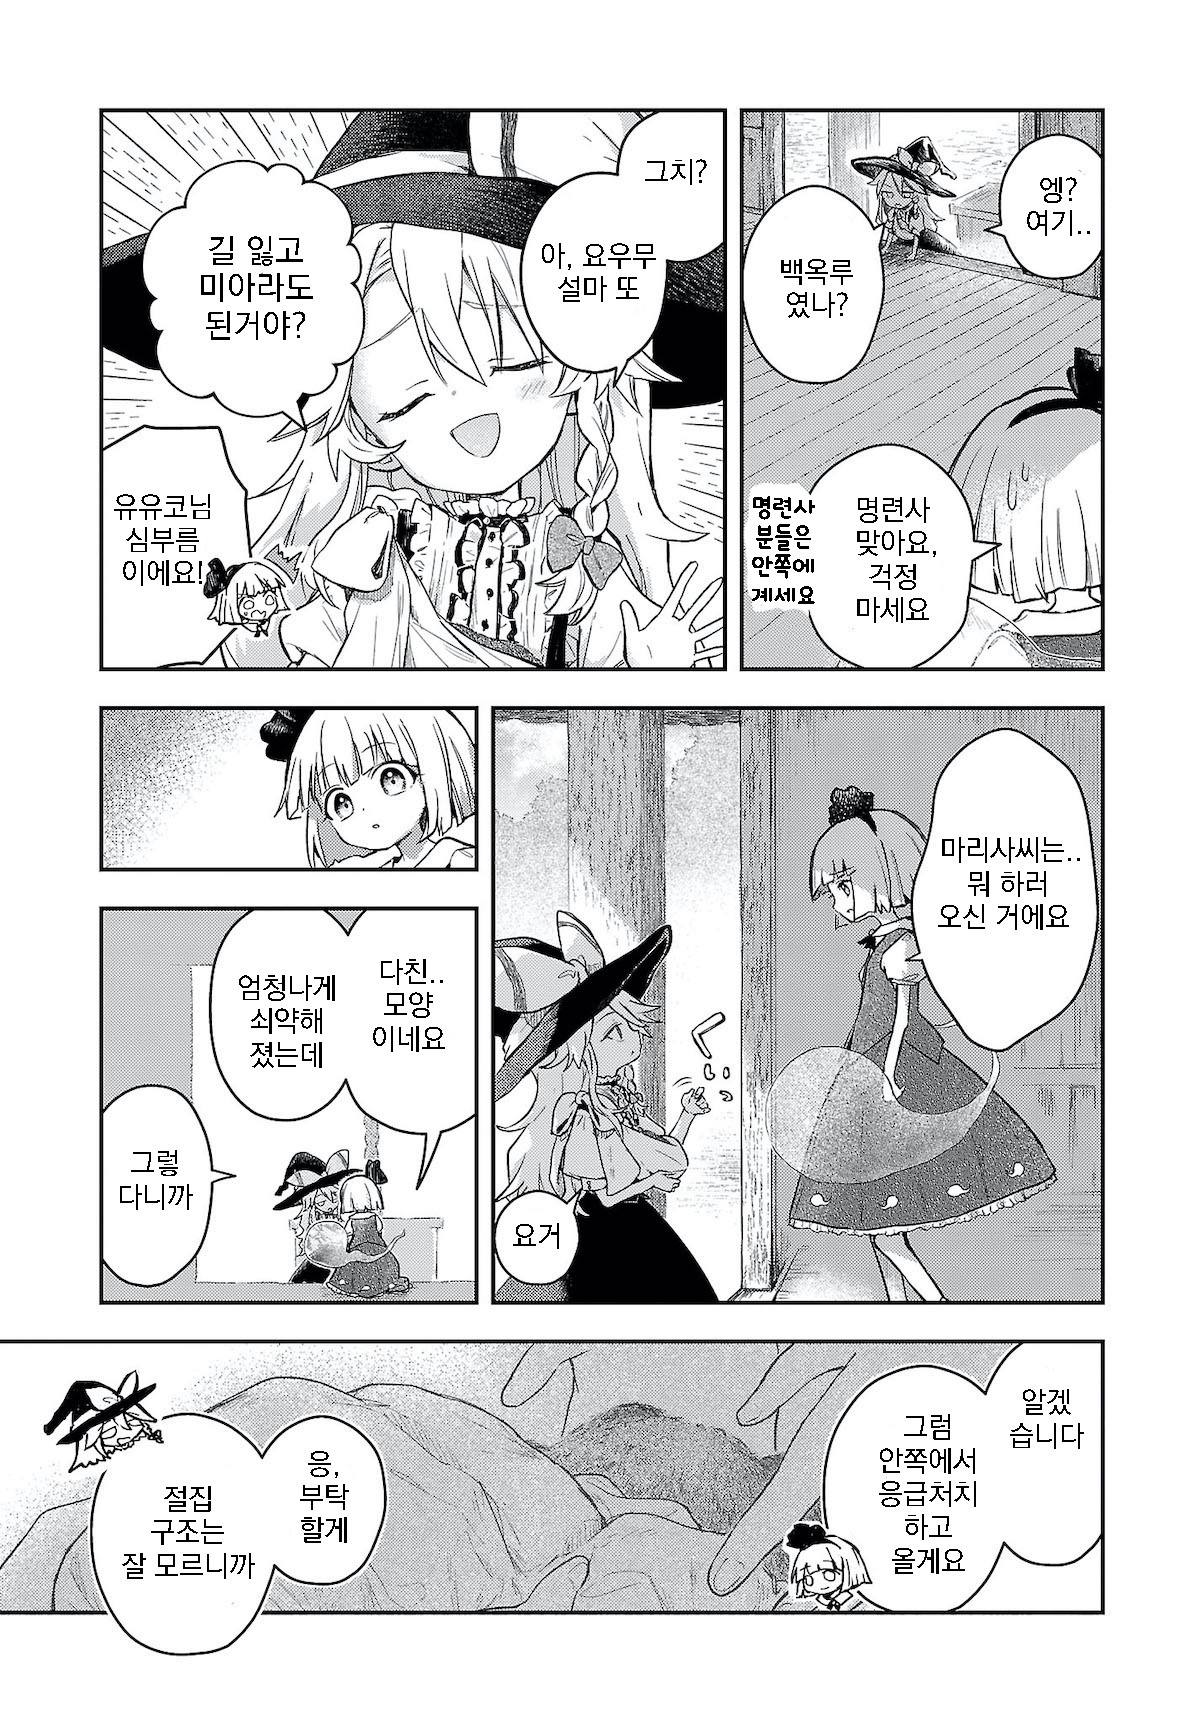 엥?
여기..
백옥루
였나?
명련사
맞아요,
걱정
마세요
명련사
분들은
안쪽에
계세요
그치?
아, 요우무
설마 또
길 잃고
미아라도
된거야?
유유코님
심부름
이에요!
마리사씨는..
뭐 하러
오신 거에요
요거
다친..
모양
이네요
엄청나게
쇠약해
졌는데
그렇
다니까
알겠
습니다
그럼
안쪽에서
응급처치
하고
올게요
응,
부탁
할게
절집
구조는
잘 모르니까